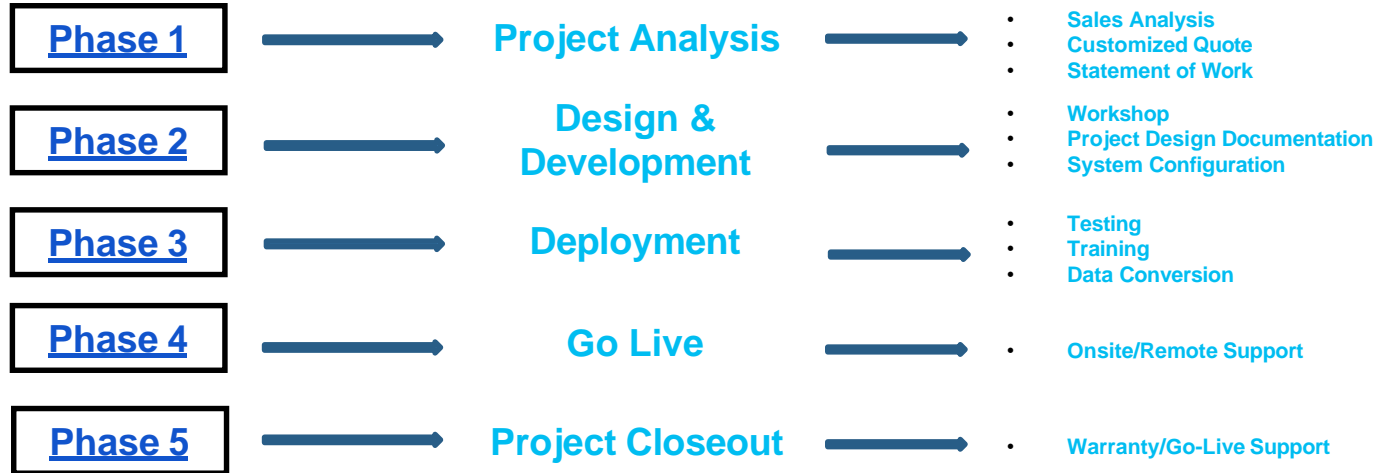 Phase 1
Project Analysis
• Sales Analysis
• Customized Quote
• Statement of Work
Phase 2
Design &
Development
• Workshop
• Project Design Documentation
• System Configuration
Phase 3
Deployment
• Testing
• Training
• Data Conversion
Phase 4
Go Live
• Onsite/Remote Support
Phase 5
Project Closeout
• Warranty/Go-Live Support